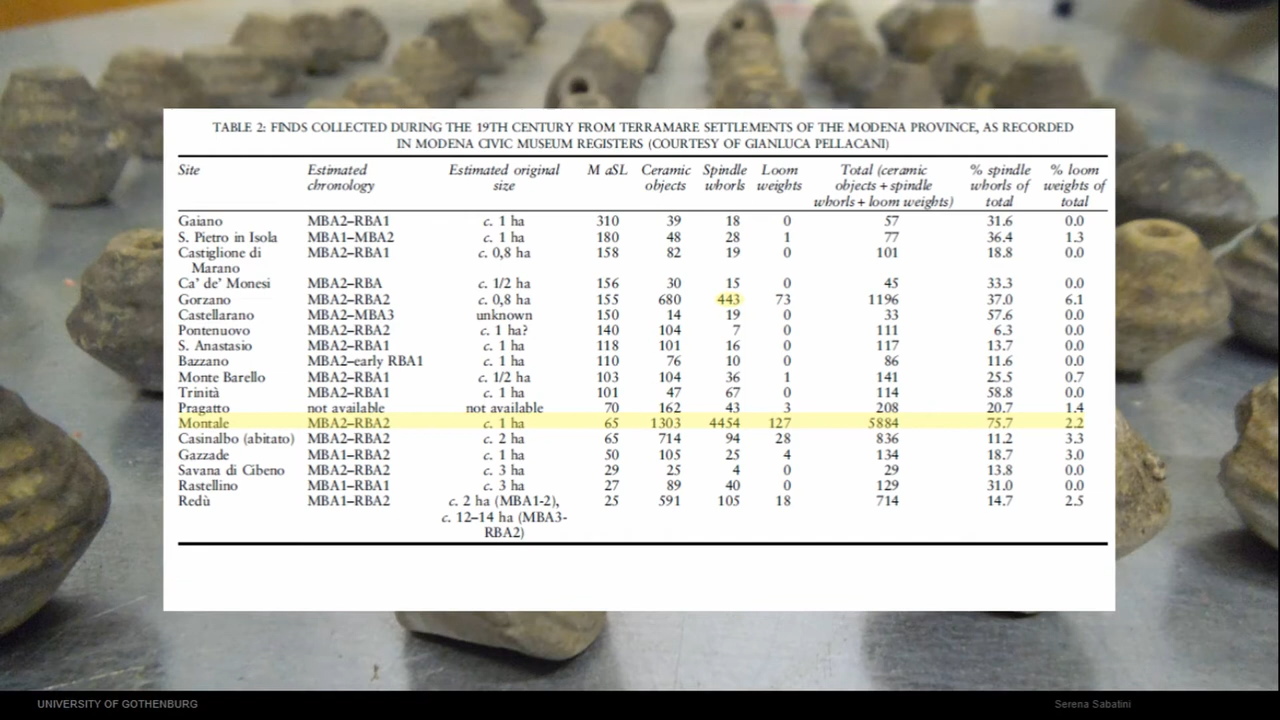 TABLE 2: FINDS COLLECTED DURING THE 19TH CENTURY FROM TERRAMARE SETTLEMENTS OF THE MODENA PROVINCE, AS RECORDED
IN MODENA CIVIC MUSEUM REGISTERS (COURTESY OF GIANLUCA PELLACANI)
Site Estimated chronology Estimated original size M aSL Ceramic objects Spindle whorls Loom weights Total (ceramic objects + spindle whorls + loom weights) % spindle whorls of total % loom weights of total
Gaiano MBA2–RBA1 c. 1 ha 310 39 18 0 57 31.6 0.0
S. Pietro in Isola MBA1–MBA2 c. 1 ha 180 48 28 1 77 36.4 1.3
Castiglione di Marano MBA2–RBA1 c. 0,8 ha 158 82 19 0 101 18.8 0.0
Ca' de' Monesi MBA2–RBA c. 1/2 ha 156 30 15 0 45 33.3 0.0
Gorzano MBA2–RBA2 c. 0,8 ha 155 680 443 73 1196 37.0 6.1
Castellarano MBA2–MBA3 unknown 150 14 19 0 33 57.6 0.0
Pontenuovo MBA2–RBA2 c. 1 ha? 140 104 7 0 111 6.3 0.0
S. Anastasio MBA2–RBA1 c. 1 ha 118 101 16 0 117 13.7 0.0
Bazzano MBA2–early RBA1 c. 1 ha 110 76 10 0 86 11.6 0.0
Monte Barello MBA2–RBA1 c. 1/2 ha 103 104 36 1 141 25.5 0.7
Trinità MBA2–RBA1 c. 1 ha 101 47 67 0 114 58.8 0.0
Pragatto not available not available 70 162 43 3 208 20.7 1.4
Montale MBA2–RBA2 c. 1 ha 65 1303 4454 127 5884 75.7 2.2
Casinalbo (abitato) MBA2–RBA2 c. 2 ha 65 714 94 28 836 11.2 3.3
Gazzade MBA1–RBA2 c. 1 ha 50 105 25 4 134 18.7 3.0
Savana di Cibeno MBA2–RBA2 c. 3 ha 29 25 4 0 29 13.8 0.0
Rastellino MBA1–RBA1 c. 3 ha 27 89 40 0 129 31.0 0.0
Redù MBA1–RBA2 c. 2 ha (MBA1-2), c. 12–14 ha (MBA3-RBA2) 25 591 105 18 714 14.7 2.5
UNIVERSITY OF GOTHENBURG
Serena Sabatini